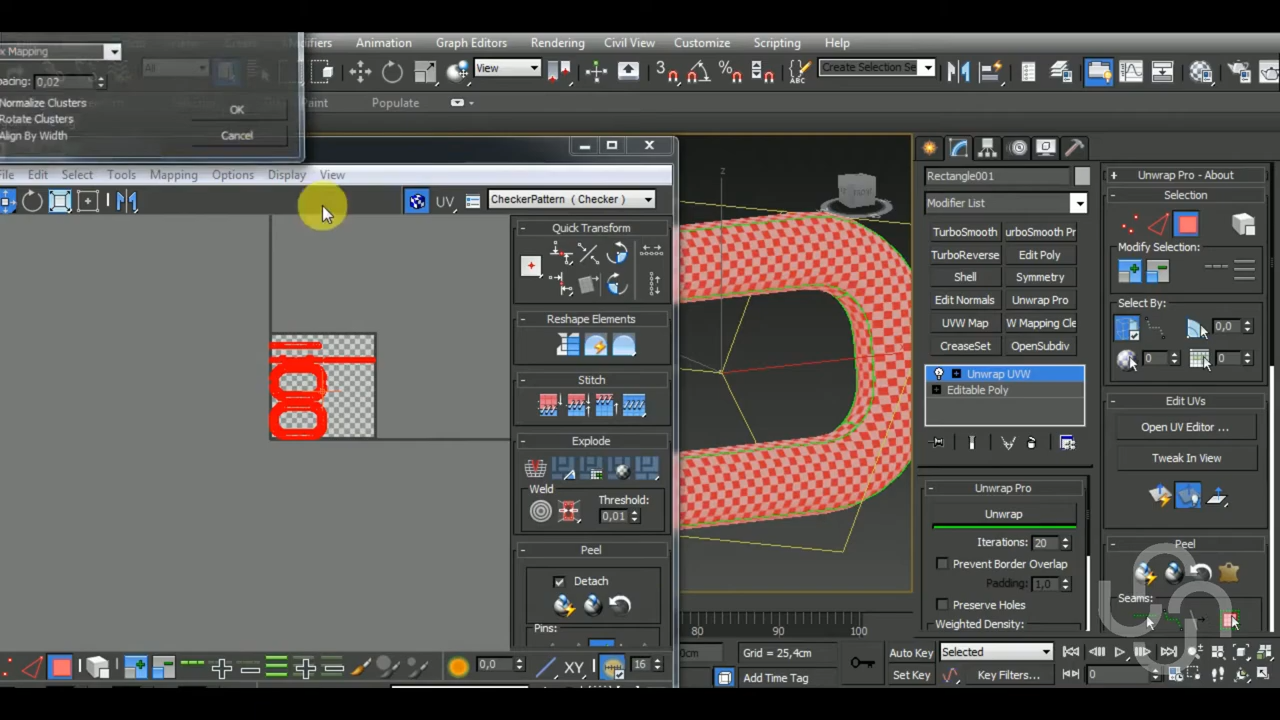 x Mapping
Modifiers Animation Graph Editors Rendering Civil View Customize Scripting Help
All View 3 % ABC Create Selection Se
acing: 0,02
Normalize Clusters
Rotate Clusters
Align By Width
OK
Cancel
Paint Populate
File Edit Select Tools Mapping Options Display View
UV CheckerPattern ( Checker )
Quick Transform
Reshape Elements
Stitch
Explode
Weld
Threshold:
0,01
Peel
Detach
Pins:
0,0 XY 16
z
Rectangle001
Modifier List
TurboSmooth urboSmooth Pr
TurboReverse Edit Poly
Shell Symmetry
Edit Normals Unwrap Pro
UVW Map W Mapping Cle
CreaseSet OpenSubdiv
Unwrap UVW
Editable Poly
Unwrap Pro
Unwrap
Iterations: 20
Prevent Border Overlap
Padding: 1,0
Preserve Holes
Weighted Density:
Unwrap Pro - About
Selection
Modify Selection:
Select By:
0,0
0 0
Edit UVs
Open UV Editor ...
Tweak In View
Peel
Seams:
80 90 100
0cm Grid = 25,4cm
Add Time Tag
Auto Key Selected
Set Key Key Filters... 0